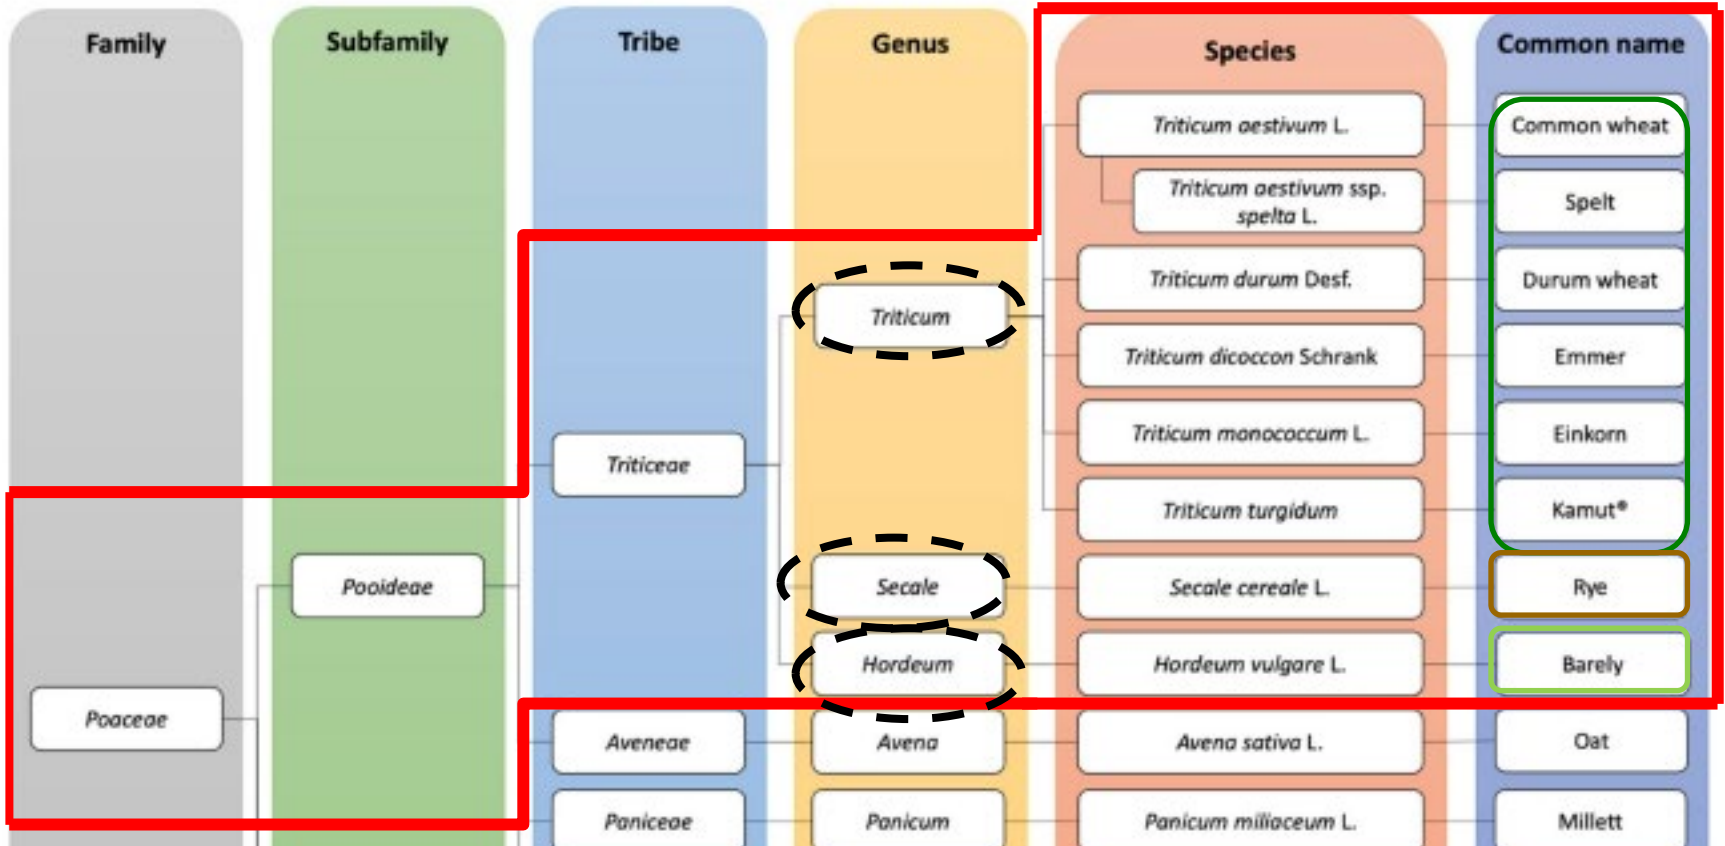 Family
Subfamily
Tribe
Genus
Species
Common name
Triticum aestivum L.
Common wheat
Triticum aestivum ssp.
spelta L.
Spelt
Triticum durum Desf.
Durum wheat
Triticum
Triticum dicoccon Schrank
Emmer
Triticeae
Triticum monococcum L.
Einkorn
Triticum turgidum
Kamut®
Pooideae
Secale
Secale cereale L.
Rye
Hordeum
Hordeum vulgare L.
Barely
Poaceae
Aveneae
Avena
Avena sativa L.
Oat
Paniceae
Panicum
Panicum miliaceum L.
Millett